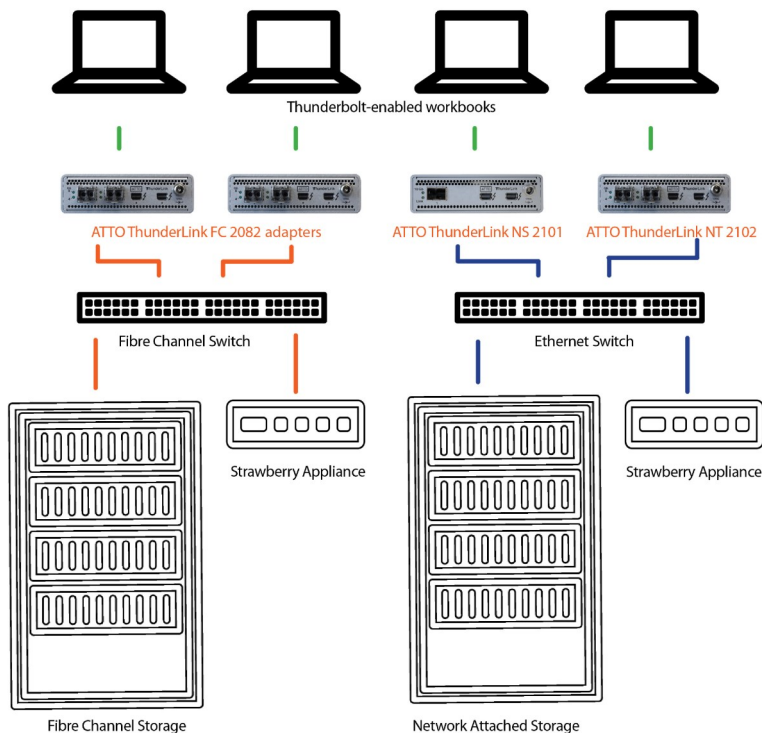 Thunderbolt-enabled workbooks
ATTO ThunderLink FC 2082 adapters
ATTO ThunderLink NS 2101
ATTO ThunderLink NT 2102
Fibre Channel Switch
Ethernet Switch
Strawberry Appliance
Strawberry Appliance
Fibre Channel Storage
Network Attached Storage